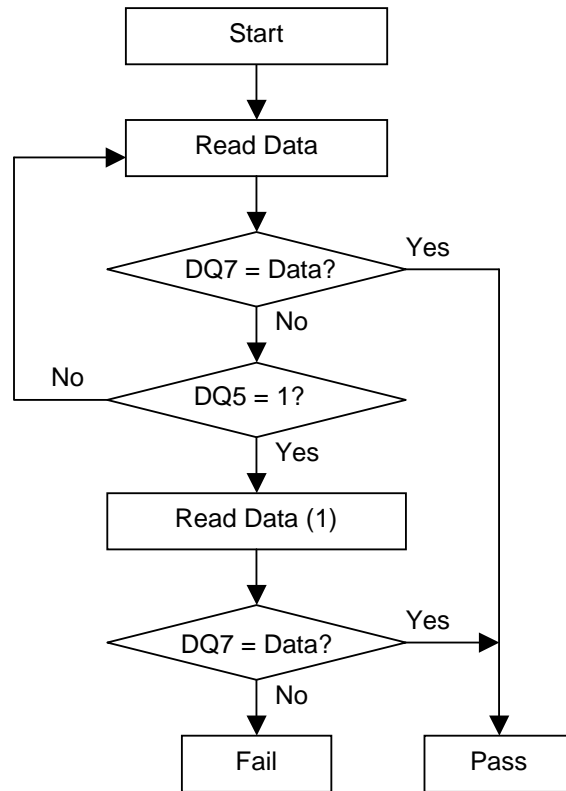 Start
Read Data
DQ7 = Data?
Yes
No
DQ5 = 1?
No
Yes
Read Data (1)
DQ7 = Data?
Yes
No
Fail
Pass